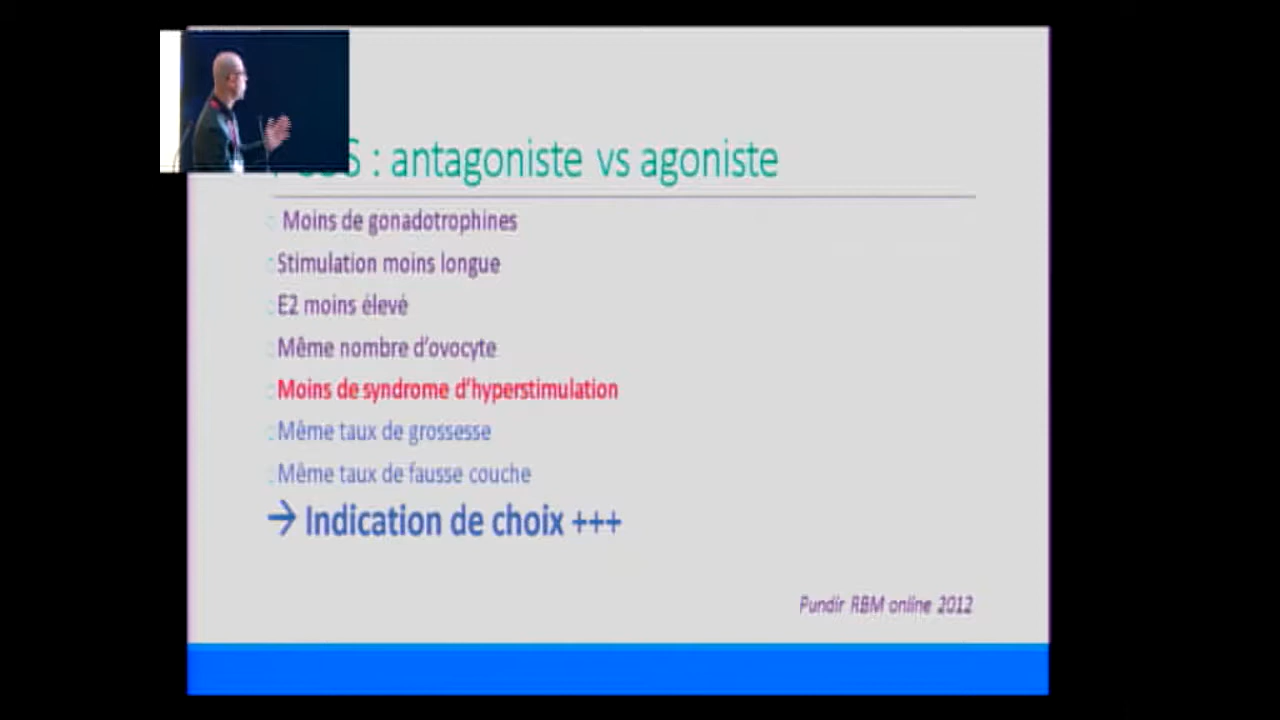 : antagoniste vs agoniste
Moins de gonadotrophines
Stimulation moins longue
E2 moins élevé
Même nombre d'ovocyte
Moins de syndrome d'hyperstimulation
Même taux de grossesse
Même taux de fausse couche
→ Indication de choix +++
Pundir RBM online 2012